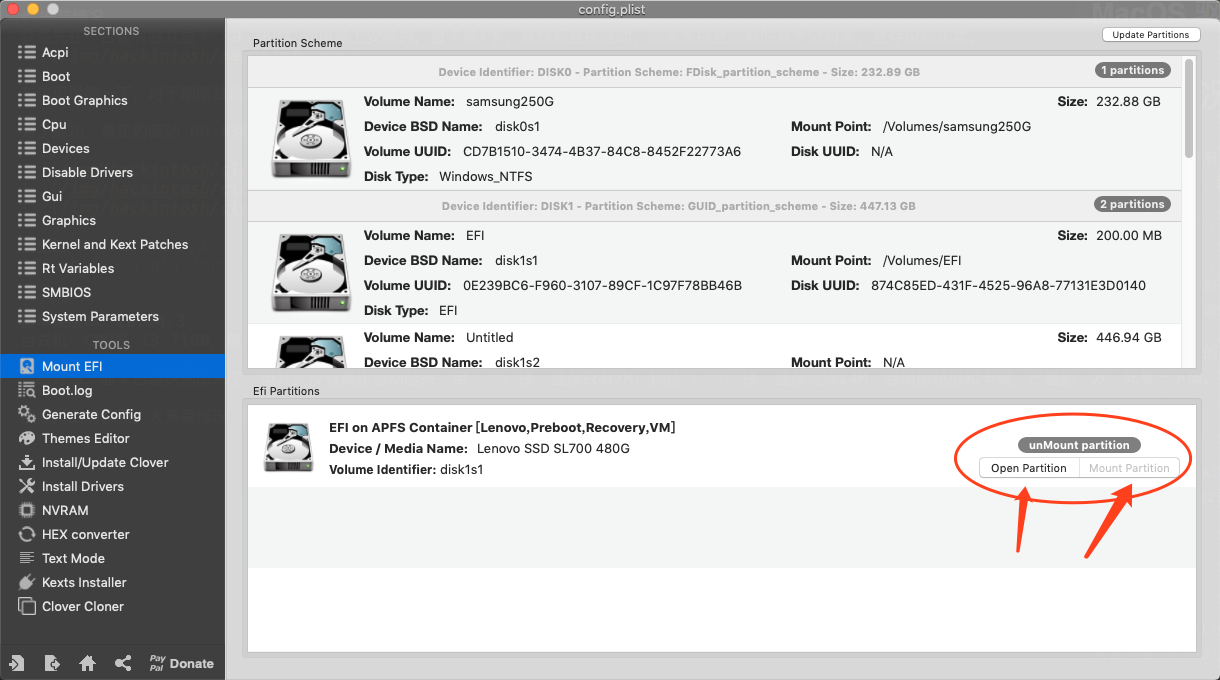 config.plist
SECTIONS
Acpi
Boot
Boot Graphics
Cpu
Devices
Disable Drivers
Gui
Graphics
Kernel and Kext Patches
Rt Variables
SMBIOS
System Parameters
TOOLS
Mount EFI
Boot.log
Generate Config
Themes Editor
Install/Update Clover
Install Drivers
NVRAM
HEX converter
Text Mode
Kexts Installer
Clover Cloner
Pay Pal Donate
Update Partitions
Partition Scheme
Device Identifier: DISK0 - Partition Scheme: FDisk_partition_scheme - Size: 232.89 GB
1 partitions
Volume Name: samsung250G Size: 232.88 GB
Device BSD Name: disk0s1 Mount Point: /Volumes/samsung250G
Volume UUID: CD7B1510-3474-4B37-84C8-8452F22773A6 Disk UUID: N/A
Disk Type: Windows_NTFS
Device Identifier: DISK1 - Partition Scheme: GUID_partition_scheme - Size: 447.13 GB
2 partitions
Volume Name: EFI Size: 200.00 MB
Device BSD Name: disk1s1 Mount Point: /Volumes/EFI
Volume UUID: 0E239BC6-F960-3107-89CF-1C97F78BB46B Disk UUID: 874C85ED-431F-4525-96A8-77131E3D0140
Disk Type: EFI
Volume Name: Untitled Size: 446.94 GB
Device BSD Name: disk1s2 Mount Point: N/A
Efi Partitions
EFI on APFS Container [Lenovo,Preboot,Recovery,VM]
Device / Media Name: Lenovo SSD SL700 480G
Volume Identifier: disk1s1
unMount partition
Open Partition Mount Partition